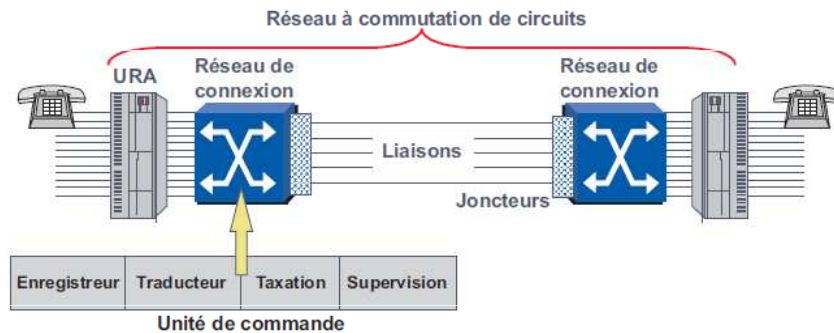 Réseau à commutation de circuits
URA
Réseau de
connexion
Réseau de
connexion
Liaisons
Joncteurs
Enregistreur
Traducteur
Taxation
Supervision
Unité de commande